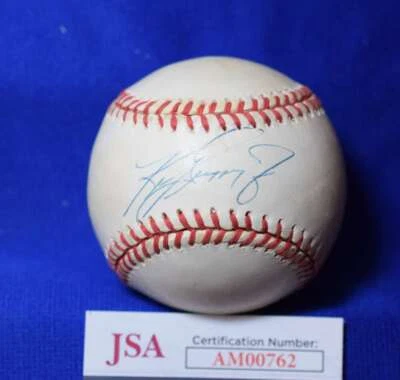 JSA
Certification Number:
AM00762